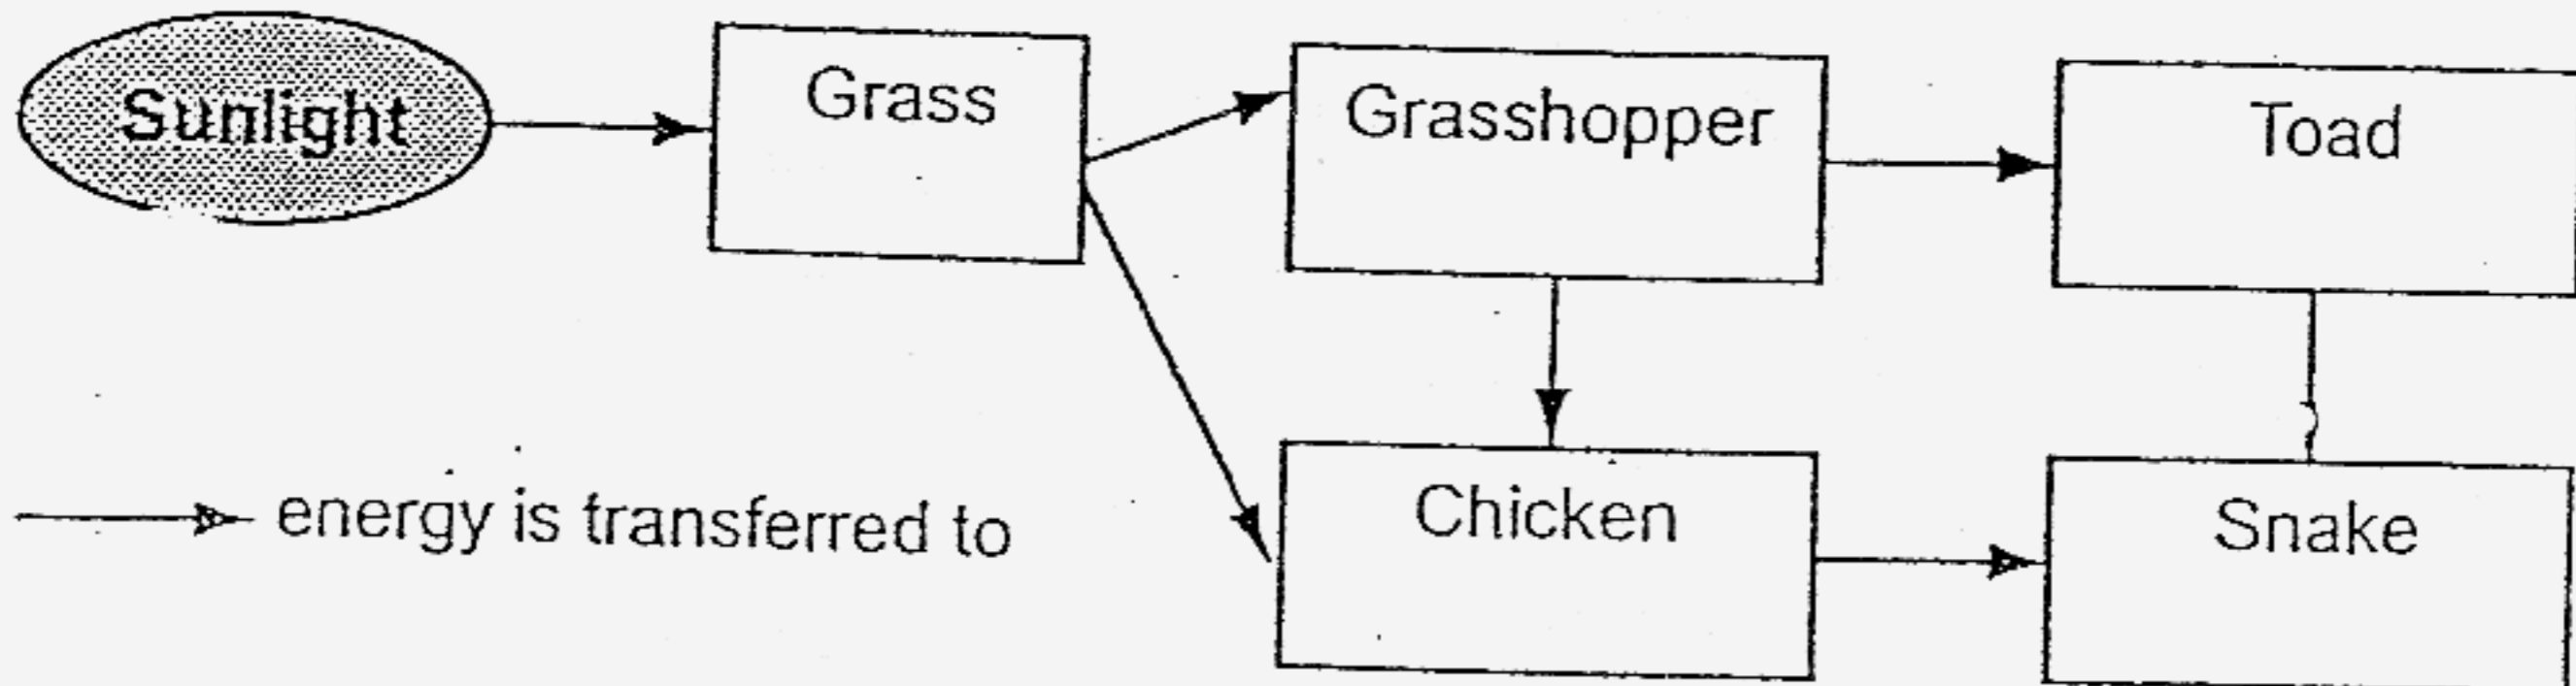 Sunlight
Grass
Grasshopper
Toad
energy is transferred to
Chicken
Snake